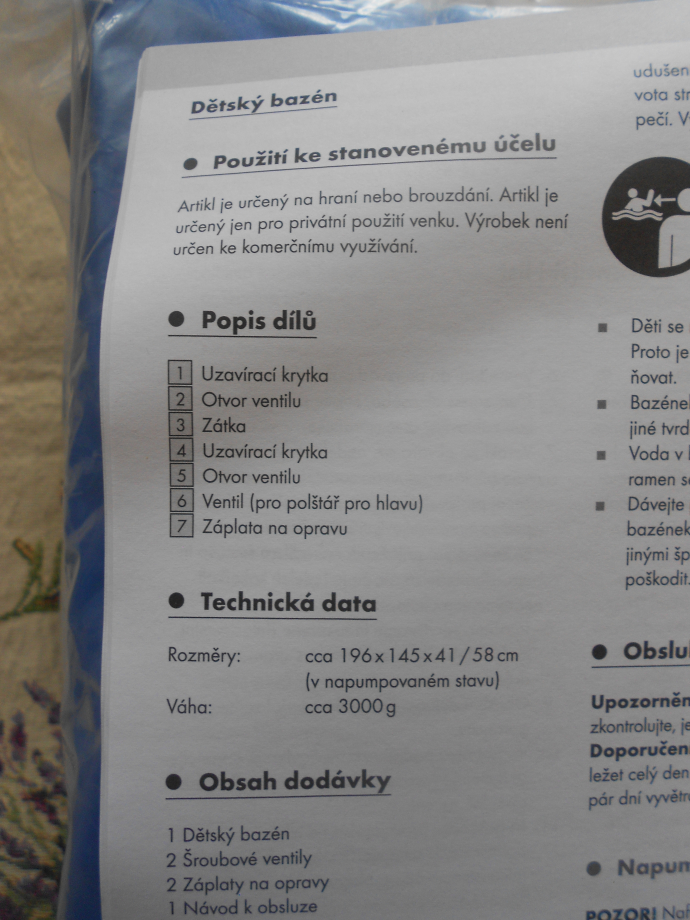 Dětský bazén
● Použití ke stanovenému účelu
Artikl je určený na hraní nebo brouzdání. Artikl je
určený jen pro privátní použití venku. Výrobek není
určen ke komerčnímu využívání.
● Popis dílů
1 Uzavírací krytka
2 Otvor ventilu
3 Zátka
4 Uzavírací krytka
5 Otvor ventilu
6 Ventil (pro polštář pro hlavu)
7 Záplata na opravu
● Technická data
Rozměry: cca 196 x 145 x 41 / 58 cm
(v napumpovaném stavu)
Váha: cca 3000 g
● Obsah dodávky
1 Dětský bazén
2 Šroubové ventily
2 Záplaty na opravy
1 Návod k obsluze
udušen
vota str
pečí. V
■ Děti se
Proto je
ňovat.
■ Bazéne
jiné tvrd
■ Voda v
ramen s
■ Dávejte
bazének
jinými šp
poškodit.
● Obslu
Upozorněn
zkontrolujte, je
Doporučen
ležet celý den
pár dní vyvětr
● Napum
POZOR! Naf